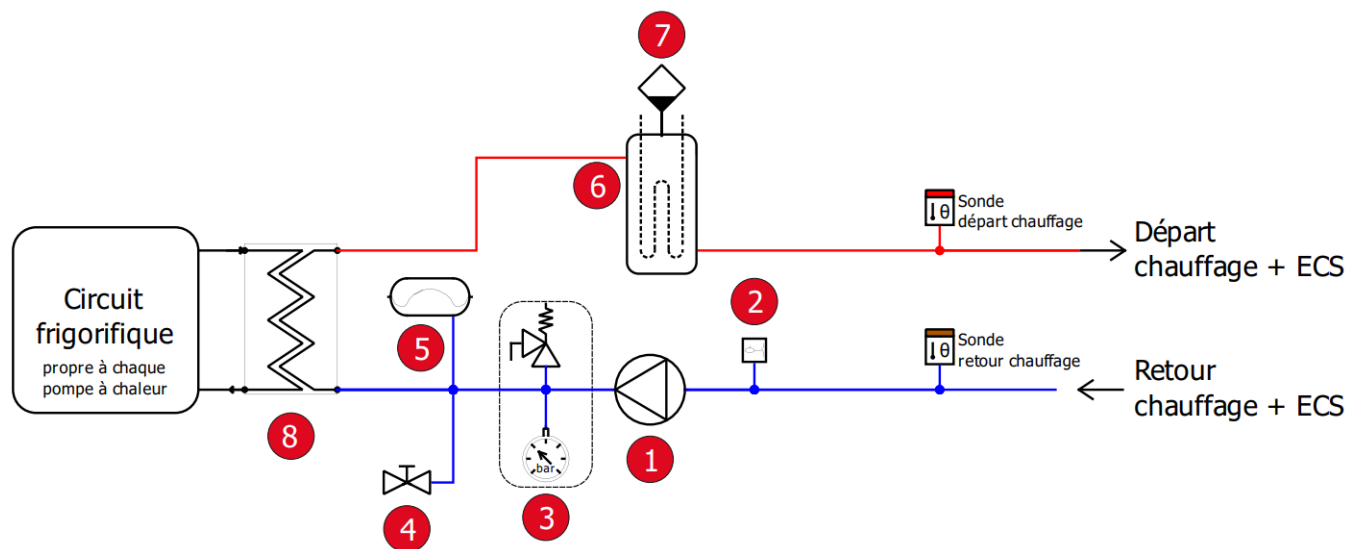 7
6
Sonde
départ chauffage
θ
Départ
chauffage + ECS
Circuit
frigorifique
propre à chaque
pompe à chaleur
5
2
Sonde
retour chauffage
θ
Retour
chauffage + ECS
8
bar
1
4
3